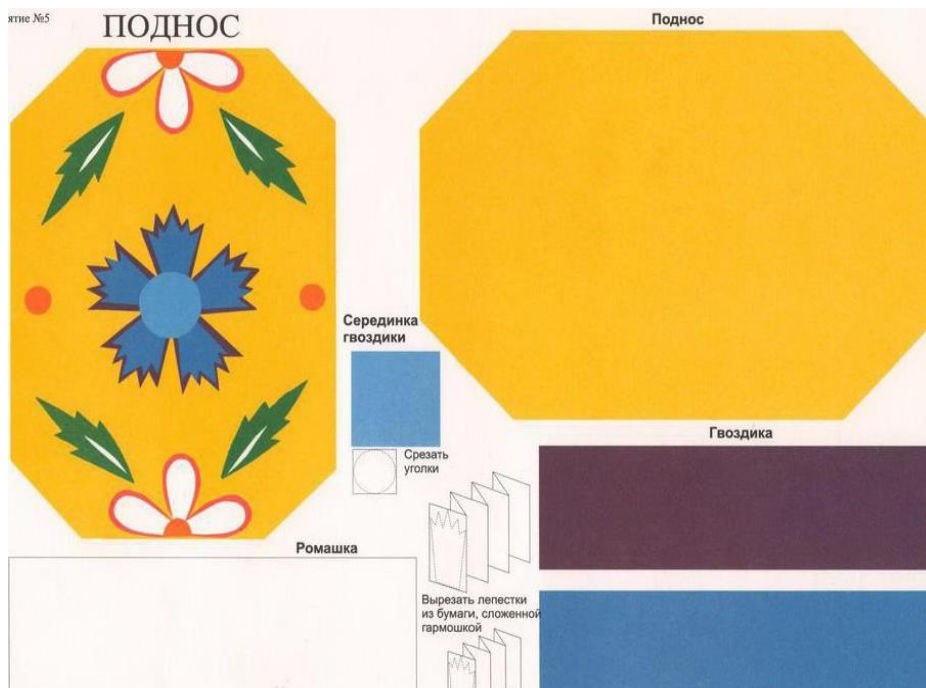 ятие №5
ПОДНОС
Поднос
Серединка
гвоздики
Срезать
уголки
Гвоздика
Ромашка
Вырезать лепестки
из бумаги, сложенной
гармошкой